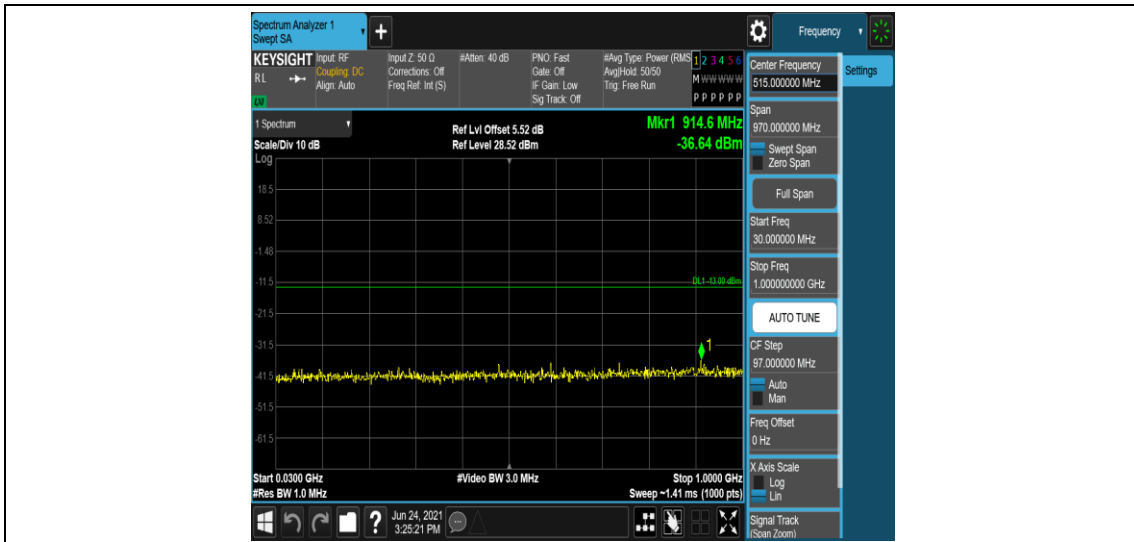 Spectrum Analyzer 1
Swept SA
Frequency
KEYSIGHT
RL
LXI
Input: RF
Coupling: DC
Align: Auto
Input Z: 50 Ω
Corrections: Off
Freq Ref: Int (S)
#Atten: 40 dB
PNO: Fast
Gate: Off
IF Gain: Low
Sig Track: Off
#Avg Type: Power (RMS
Avg|Hold: 50/50
Trig: Free Run
1 2 3 4 5 6
M W W W W W
P P P P P P
1 Spectrum
Scale/Div 10 dB
Log
Ref Lvl Offset 5.52 dB
Ref Level 28.52 dBm
Mkr1 914.6 MHz
-36.64 dBm
18.5
8.52
-1.48
-11.5
DL1 -13.00 dBm
-21.5
-31.5
1
-41.5
-51.5
-61.5
Start 0.0300 GHz
#Res BW 1.0 MHz
#Video BW 3.0 MHz
Stop 1.0000 GHz
Sweep ~1.41 ms (1000 pts)
?
Jun 24, 2021
3:25:21 PM
Center Frequency
515.000000 MHz
Settings
Span
970.000000 MHz
Swept Span
Zero Span
Full Span
Start Freq
30.000000 MHz
Stop Freq
1.000000000 GHz
AUTO TUNE
CF Step
97.000000 MHz
Auto
Man
Freq Offset
0 Hz
X Axis Scale
Log
Lin
Signal Track
(Span Zoom)